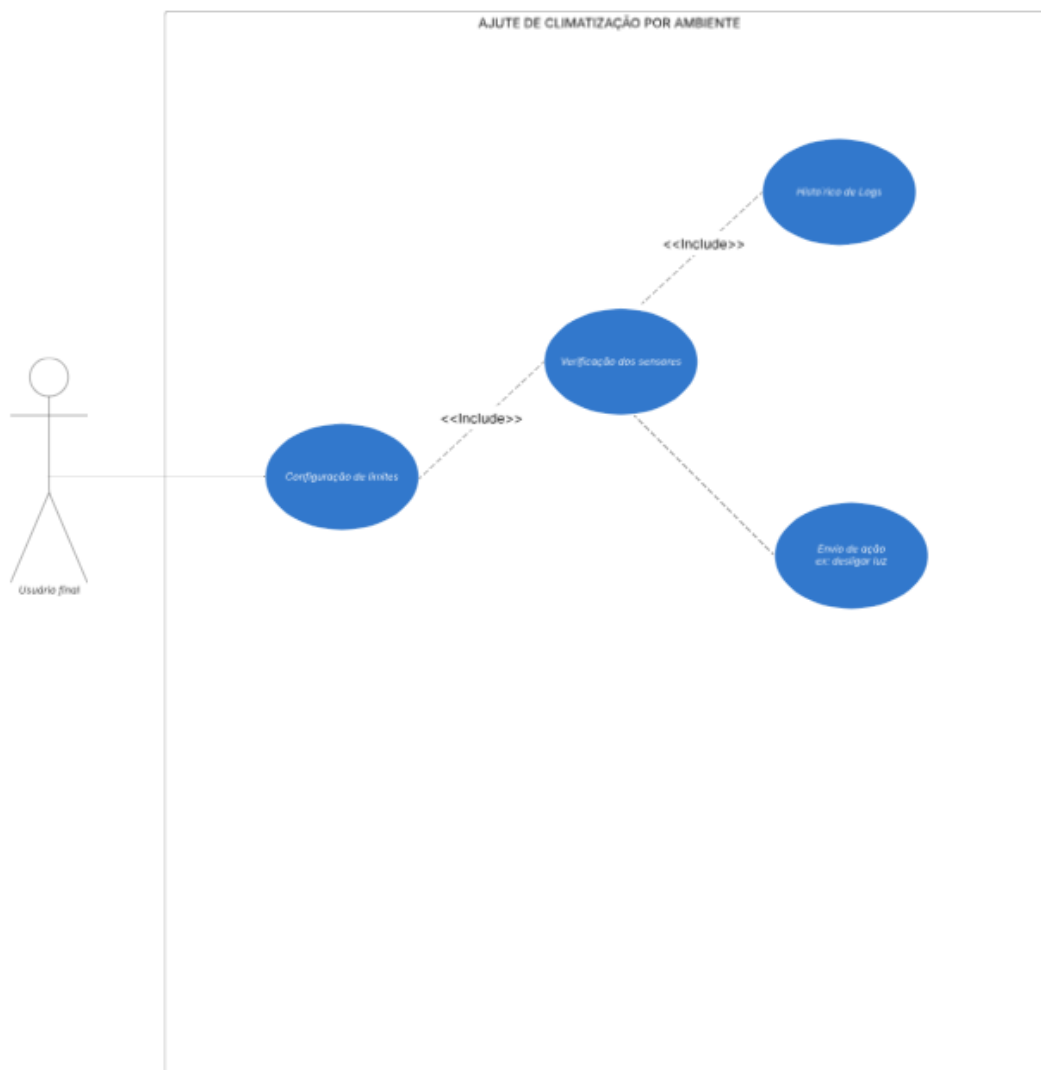 AJUTE DE CLIMATIZAÇÃO POR AMBIENTE
Histórico de Logs
<<Include>>
Verificação dos sensores
<<Include>>
Configuração de limites
Envio de ação
ex: desligar luz
Usuário final